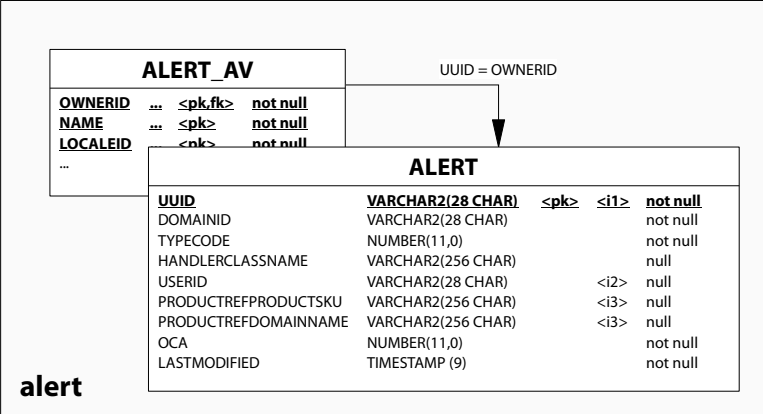 ALERT_AV
UUID = OWNERID
OWNERID ... <pk,fk> not null
NAME ... <pk> not null
LOCALEID ... <pk> not null
...
ALERT
UUID VARCHAR2(28 CHAR) <pk> <i1> not null
DOMAINID VARCHAR2(28 CHAR) not null
TYPECODE NUMBER(11,0) not null
HANDLERCLASSNAME VARCHAR2(256 CHAR) null
USERID VARCHAR2(28 CHAR) <i2> null
PRODUCTREFPRODUCTSKU VARCHAR2(256 CHAR) <i3> null
PRODUCTREFDOMAINNAME VARCHAR2(256 CHAR) <i3> null
OCA NUMBER(11,0) not null
LASTMODIFIED TIMESTAMP (9) not null
alert